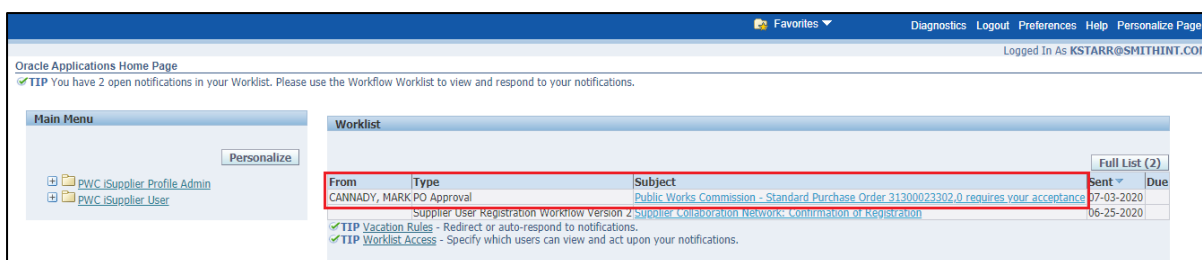 Favorites
Diagnostics Logout Preferences Help Personalize Page
Logged In As KSTARR@SMITHINT.COM
Oracle Applications Home Page
TIP You have 2 open notifications in your Worklist. Please use the Workflow Worklist to view and respond to your notifications.
Main Menu
Personalize
PWC iSupplier Profile Admin
PWC iSupplier User
Worklist
Full List (2)
From Type Subject Sent Due
CANNADY, MARK PO Approval Public Works Commission - Standard Purchase Order 31300023302,0 requires your acceptance 07-03-2020
Supplier User Registration Workflow Version 2 Supplier Collaboration Network: Confirmation of Registration 06-25-2020
TIP Vacation Rules - Redirect or auto-respond to notifications.
TIP Worklist Access - Specify which users can view and act upon your notifications.